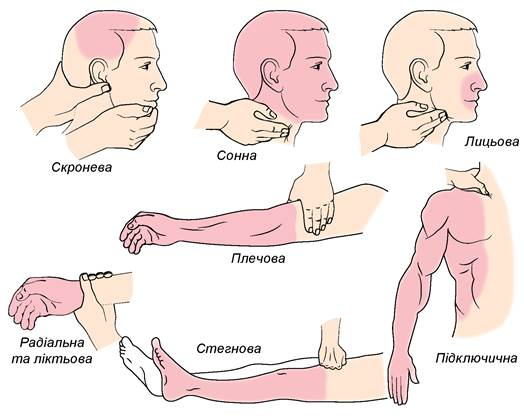 Скронева
Сонна
Лицьова
Плечова
Радіальна
та ліктьова
Стегнова
Підключична